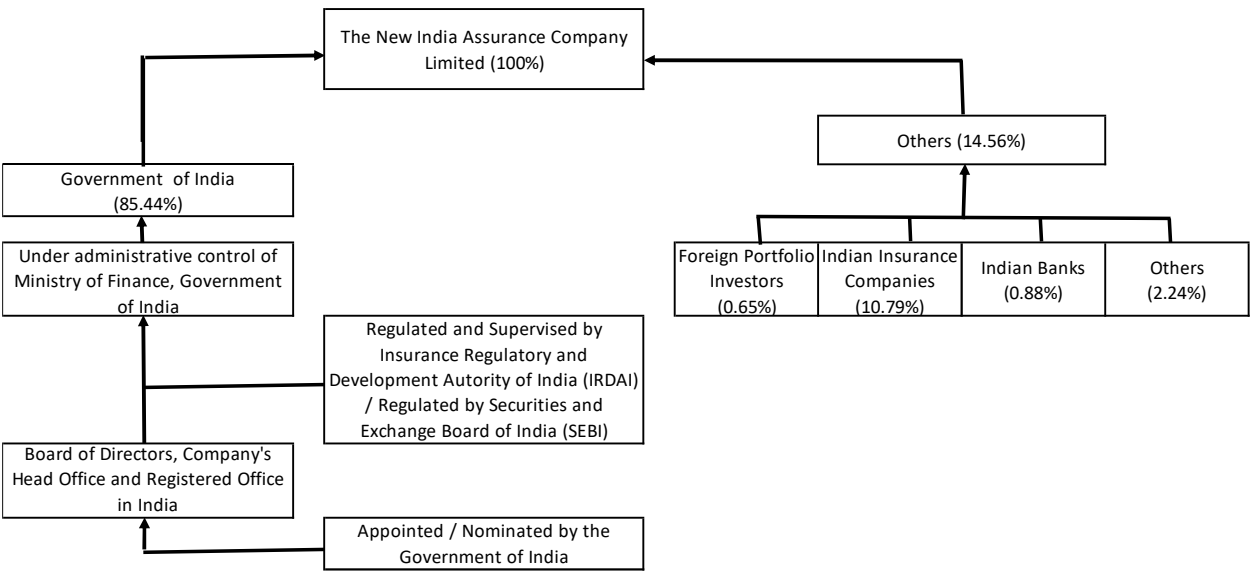 The New India Assurance Company
Limited (100%)
Others (14.56%)
Government of India
(85.44%)
Under administrative control of
Ministry of Finance, Government
of India
Foreign Portfolio
Investors
(0.65%)
Indian Insurance
Companies
(10.79%)
Indian Banks
(0.88%)
Others
(2.24%)
Regulated and Supervised by
Insurance Regulatory and
Development Autority of India (IRDAI)
/ Regulated by Securities and
Exchange Board of India (SEBI)
Board of Directors, Company's
Head Office and Registered Office
in India
Appointed / Nominated by the
Government of India